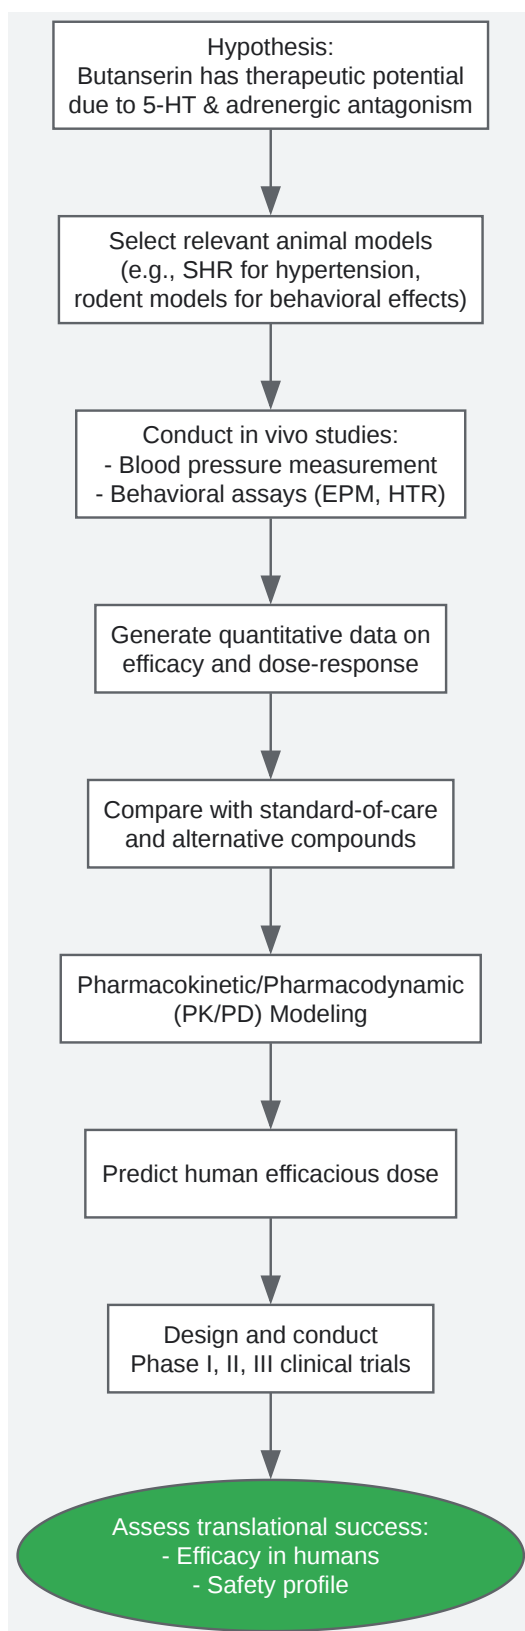 Hypothesis:
Butanserin has therapeutic potential
due to 5-HT & adrenergic antagonism
Select relevant animal models
(e.g., SHR for hypertension,
rodent models for behavioral effects)
Conduct in vivo studies:
- Blood pressure measurement
- Behavioral assays (EPM, HTR)
Generate quantitative data on
efficacy and dose-response
Compare with standard-of-care
and alternative compounds
Pharmacokinetic/Pharmacodynamic
(PK/PD) Modeling
Predict human efficacious dose
Design and conduct
Phase I, II, III clinical trials
Assess translational success:
- Efficacy in humans
- Safety profile